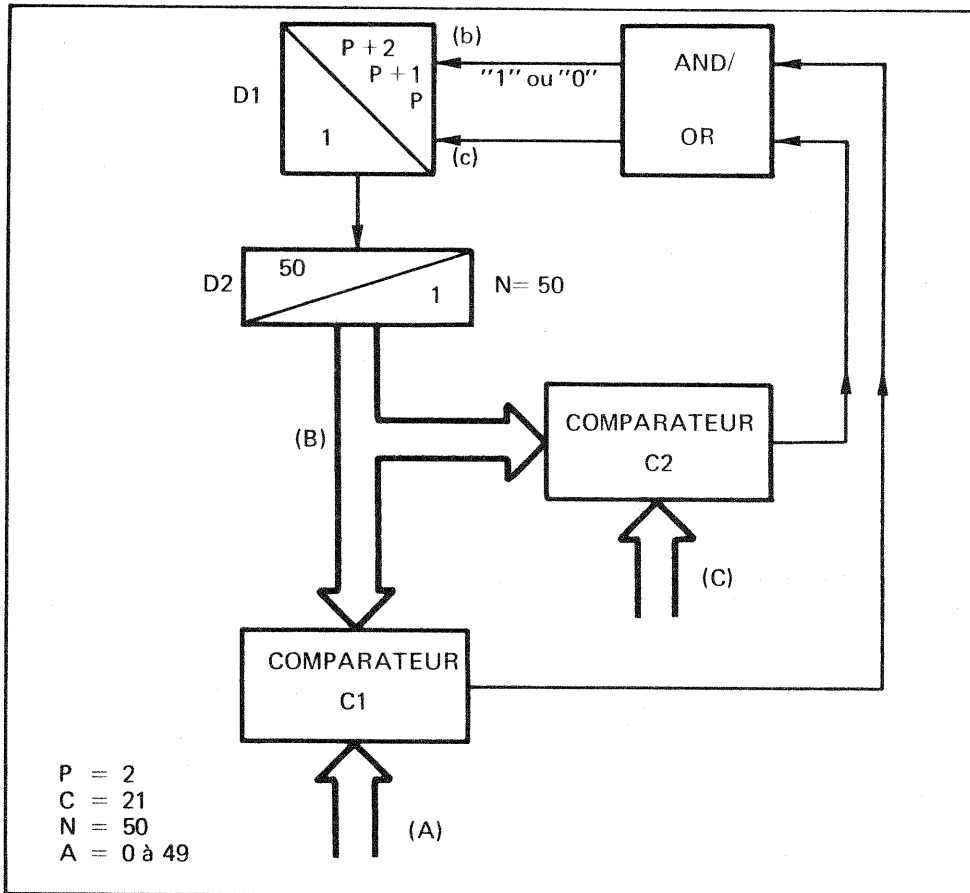 P + 2
P + 1
P
1
D1
(b)
"1" ou "0"
(c)
AND/
OR
50
1
D2
N= 50
(B)
COMPARATEUR
C2
(C)
COMPARATEUR
C1
(A)
P = 2
C = 21
N = 50
A = 0 à 49